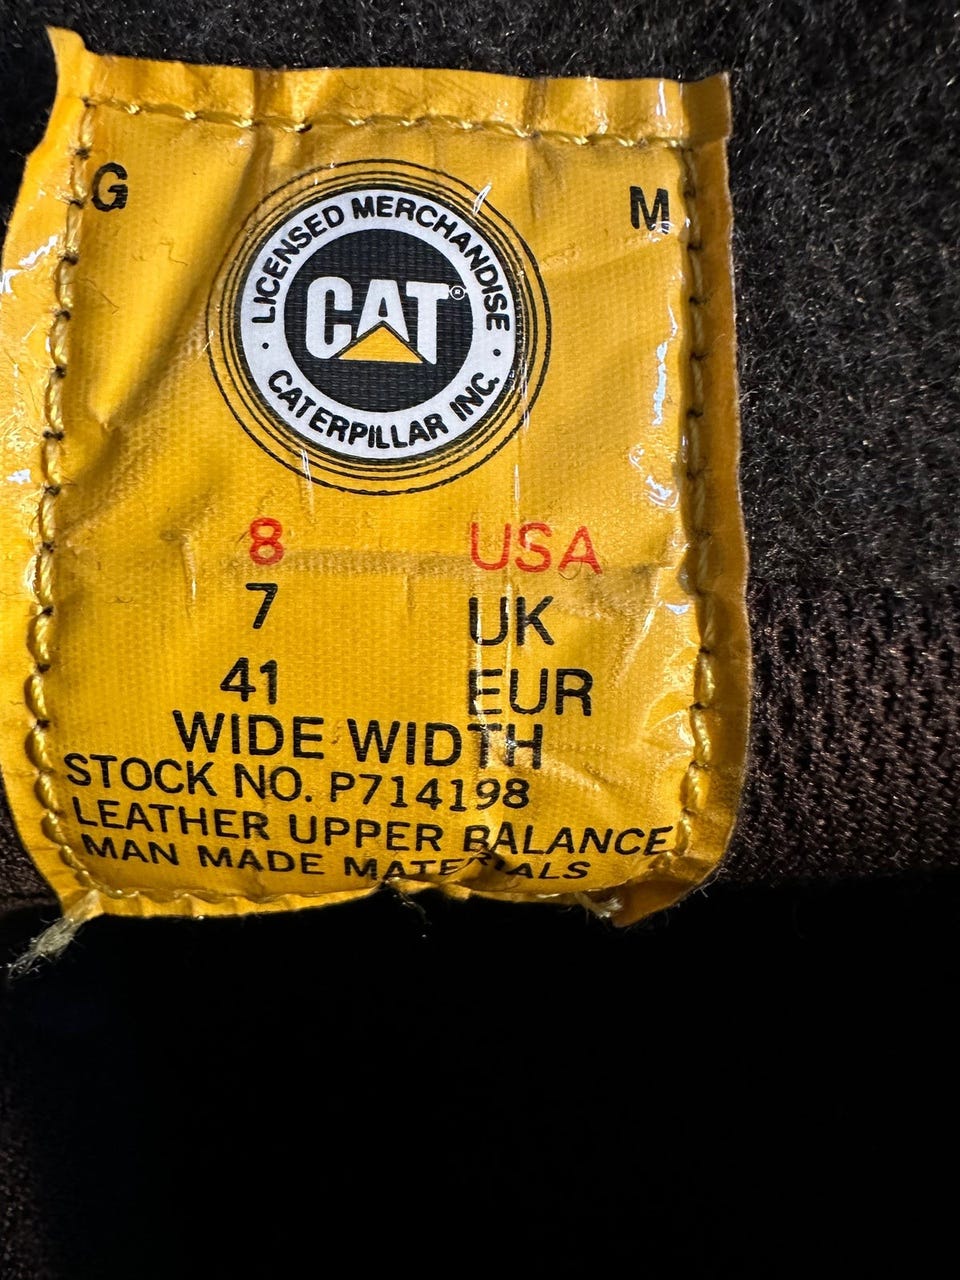 G
M
LICENSED MERCHANDISE
CAT®
CATERPILLAR INC.
8 USA
7 UK
41 EUR
WIDE WIDTH
STOCK NO. P714198
LEATHER UPPER BALANCE
MAN MADE MATERIALS